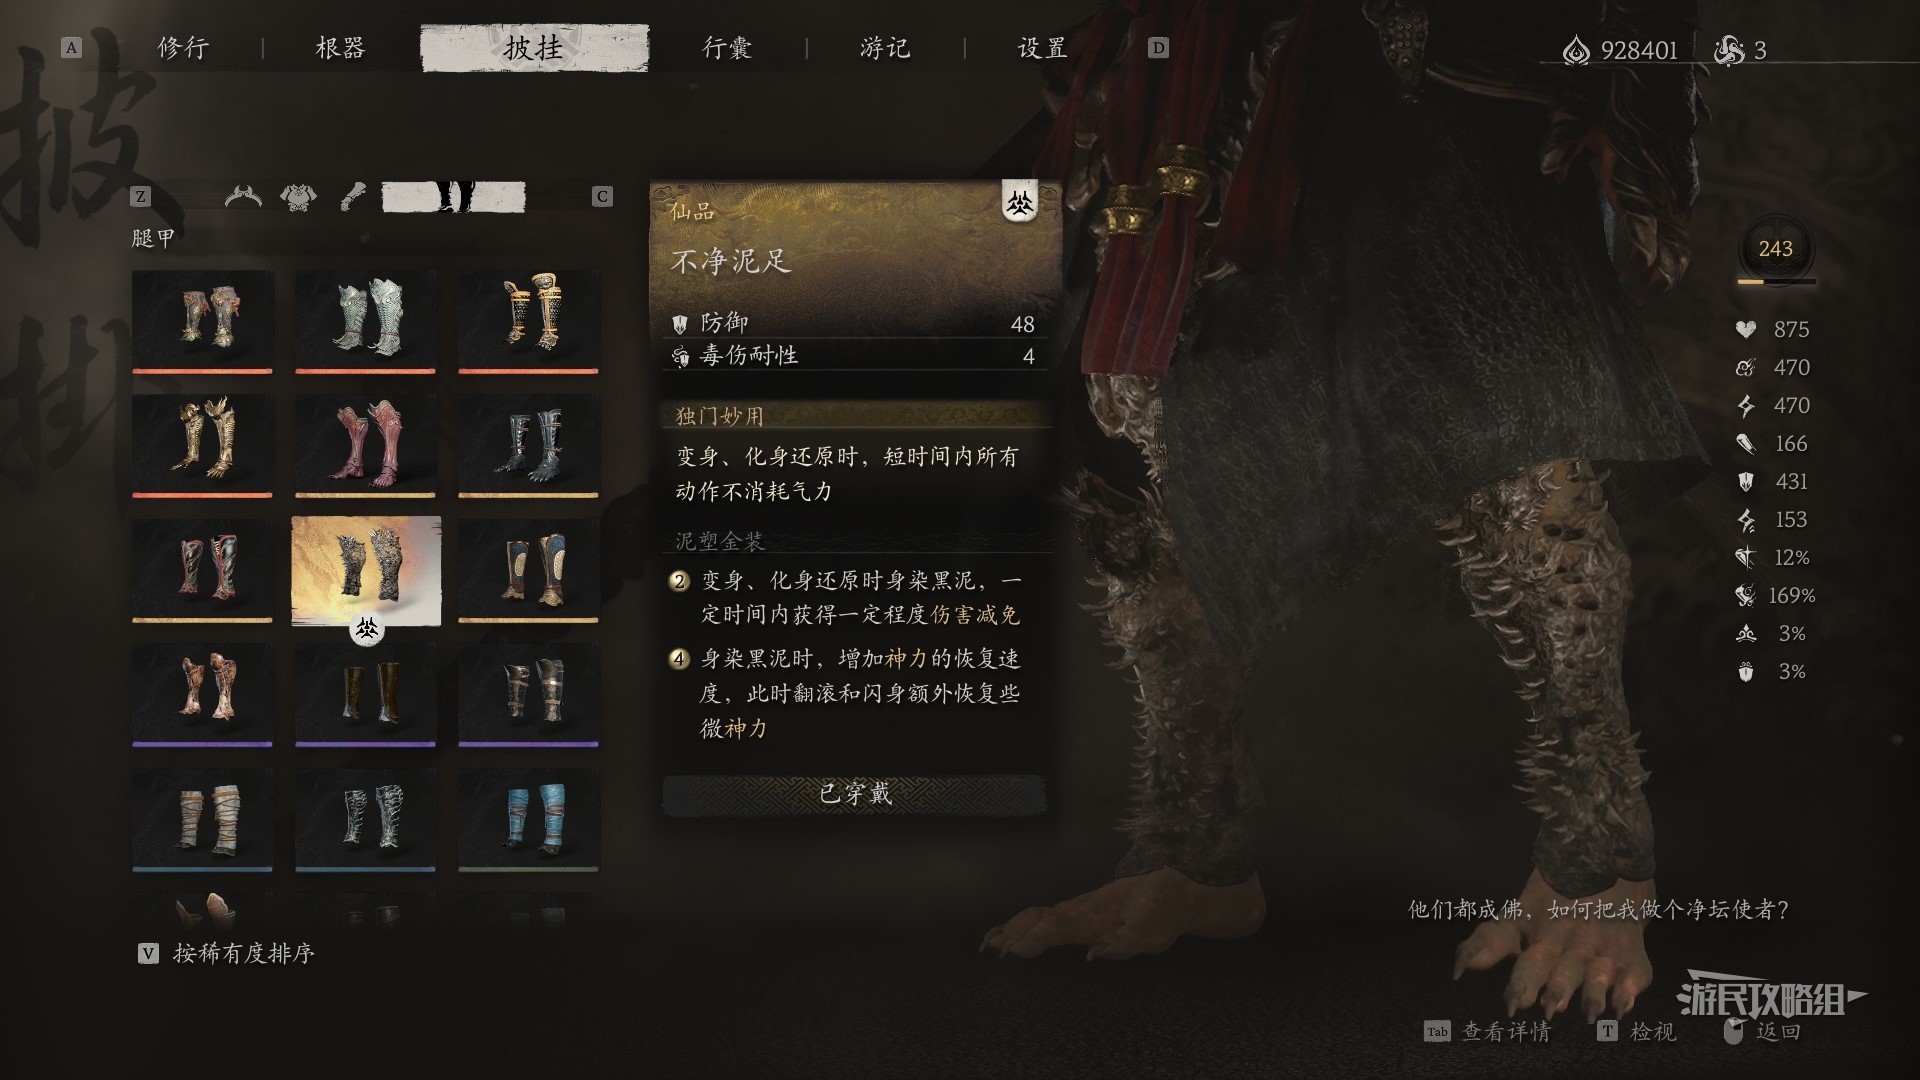 A 修行 根器 披挂 行囊 游记 设置 D
928401 3
披挂
Z C
腿甲
仙品
不净泥足
防御 48
毒伤耐性 4
独门妙用
变身、化身还原时，短时间内所有
动作不消耗气力
泥塑金装
2 变身、化身还原时身染黑泥，一
定时间内获得一定程度伤害减免
4 身染黑泥时，增加神力的恢复速
度，此时翻滚和闪身额外恢复些
微神力
已穿戴
243
875
470
470
166
431
153
12%
169%
3%
3%
他们都成佛，如何把我做个净坛使者？
V 按稀有度排序
游民攻略组
Tab 查看详情 T 检视 返回